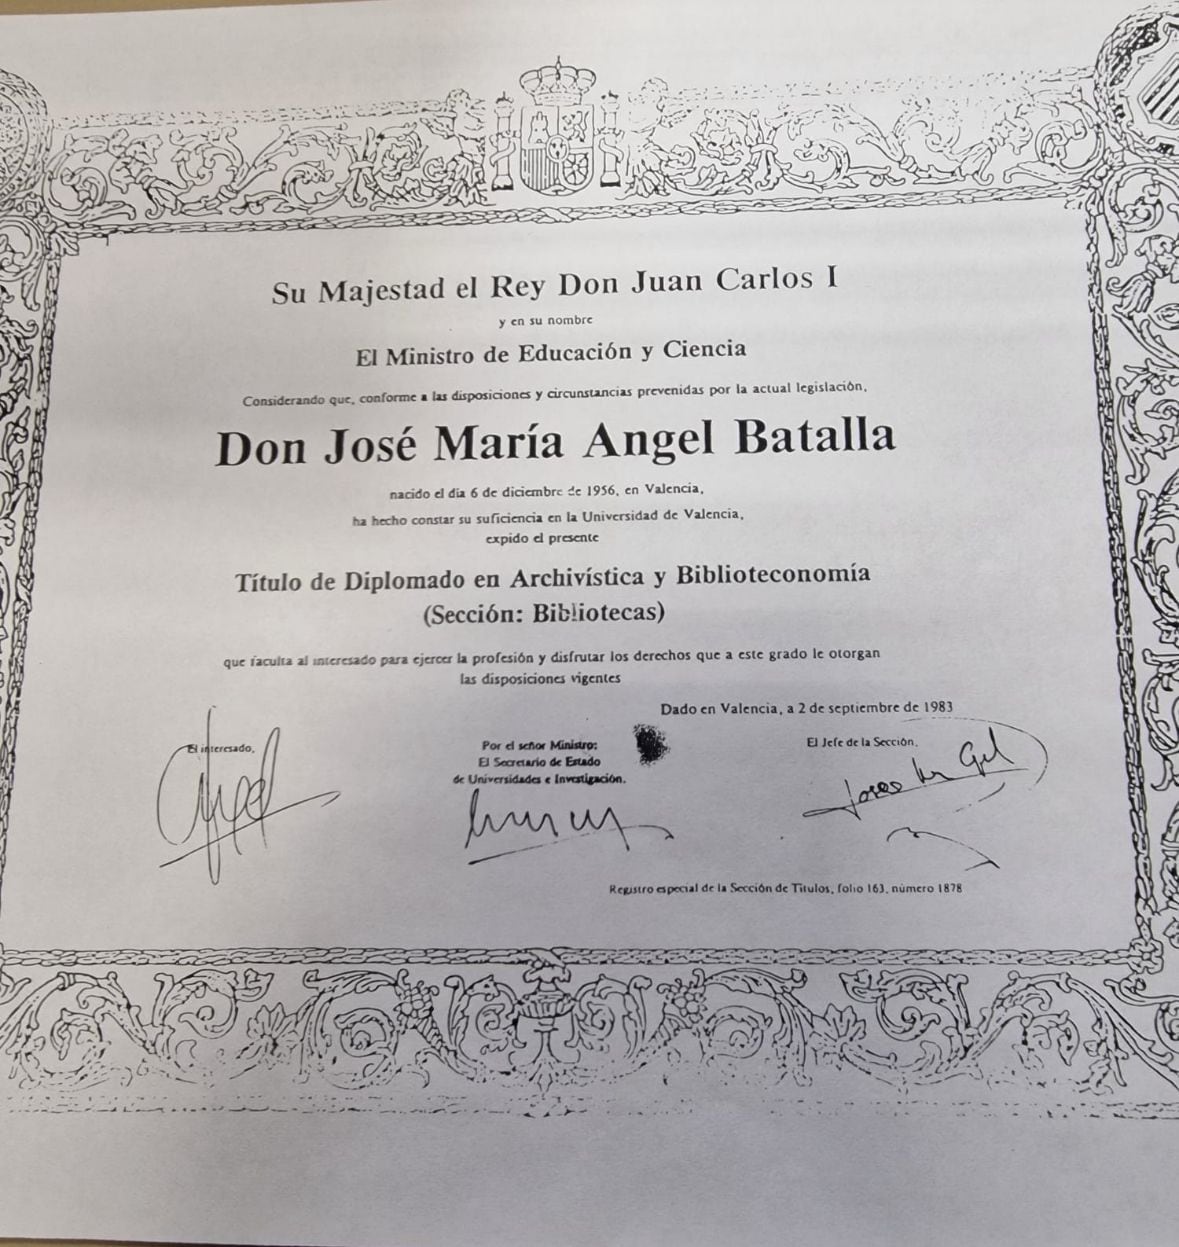 Su Majestad el Rey Don Juan Carlos I
y en su nombre
El Ministro de Educación y Ciencia
Considerando que, conforme a las disposiciones y circunstancias prevenidas por la actual legislación,
Don José María Angel Batalla
nacido el día 6 de diciembre de 1956, en Valencia,
ha hecho constar su suficiencia en la Universidad de Valencia,
expido el presente
Título de Diplomado en Archivística y Biblioteconomía
(Sección: Bibliotecas)
que faculta al interesado para ejercer la profesión y disfrutar los derechos que a este grado le otorgan
las disposiciones vigentes
Dado en Valencia, a 2 de septiembre de 1983
El interesado,
Por el señor Ministro:
El Secretario de Estado
de Universidades e Investigación.
El Jefe de la Sección.
Registro especial de la Sección de Títulos, folio 163, número 1878